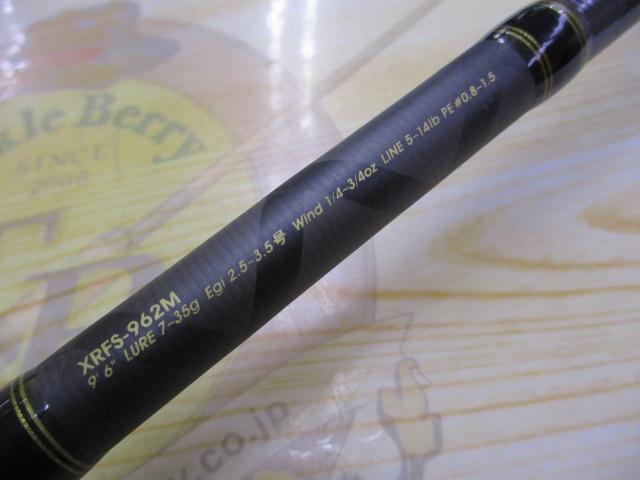 kle Berry
SINCE
2000
XRFS-962M
9'6" LURE 7-35g Egi 2.5-3.5号 Wind 1/4-3/4oz LINE 5-14lb PE#0.8-1.5
.co.jp